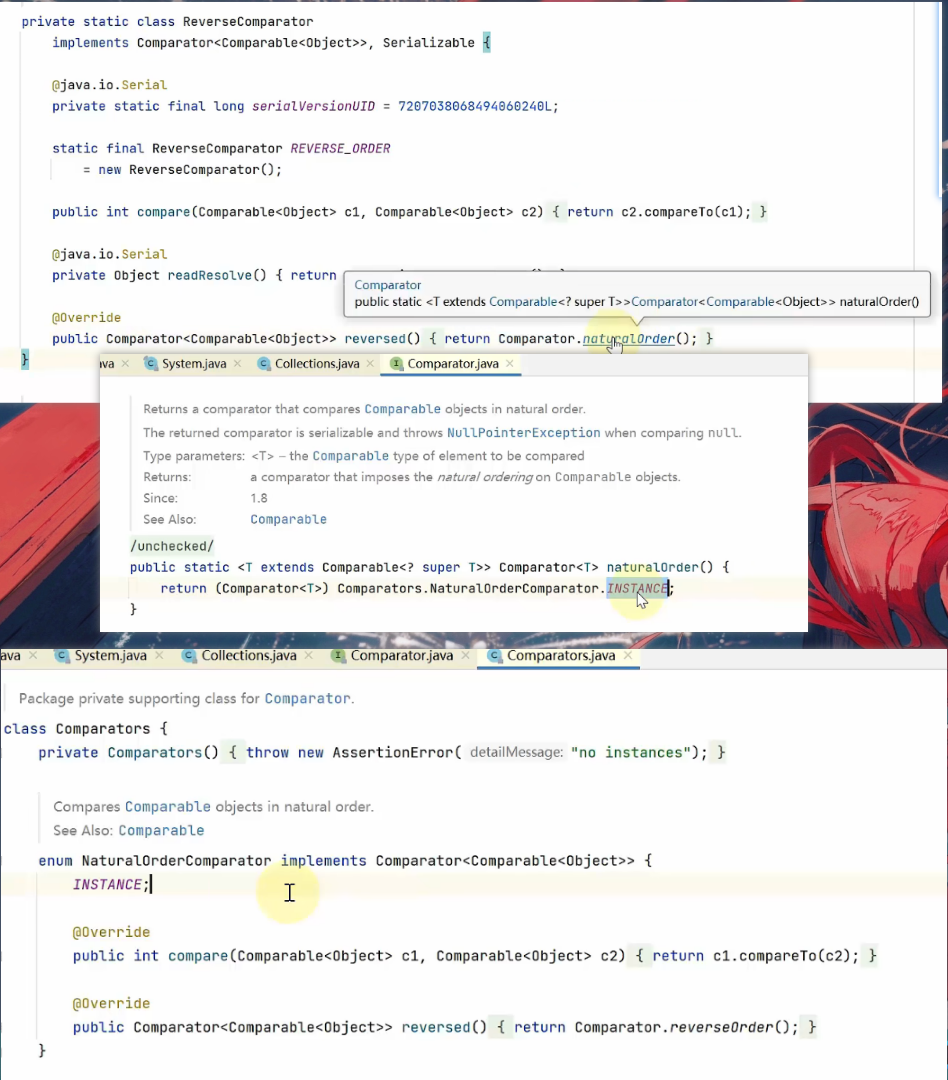 private static class ReverseComparator
implements Comparator<Comparable<Object>>, Serializable {
@java.io.Serial
private static final long serialVersionUID = 7207038068494060240L;
static final ReverseComparator REVERSE_ORDER
= new ReverseComparator();
public int compare(Comparable<Object> c1, Comparable<Object> c2) { return c2.compareTo(c1); }
@java.io.Serial
private Object readResolve() { return
Comparator
public static <T extends Comparable<? super T>>Comparator<Comparable<Object>> naturalOrder()
@Override
public Comparator<Comparable<Object>> reversed() { return Comparator.naturalOrder(); }
}
ava System.java Collections.java Comparator.java
Returns a comparator that compares Comparable objects in natural order.
The returned comparator is serializable and throws NullPointerException when comparing null.
Type parameters: <T> – the Comparable type of element to be compared
Returns: a comparator that imposes the natural ordering on Comparable objects.
Since: 1.8
See Also: Comparable
/unchecked/
public static <T extends Comparable<? super T>> Comparator<T> naturalOrder() {
return (Comparator<T>) Comparators.NaturalOrderComparator.INSTANCE;
}
ava System.java Collections.java Comparator.java Comparators.java
Package private supporting class for Comparator.
class Comparators {
private Comparators() { throw new AssertionError( detailMessage: "no instances"); }
Compares Comparable objects in natural order.
See Also: Comparable
enum NaturalOrderComparator implements Comparator<Comparable<Object>> {
INSTANCE;
@Override
public int compare(Comparable<Object> c1, Comparable<Object> c2) { return c1.compareTo(c2); }
@Override
public Comparator<Comparable<Object>> reversed() { return Comparator.reverseOrder(); }
}